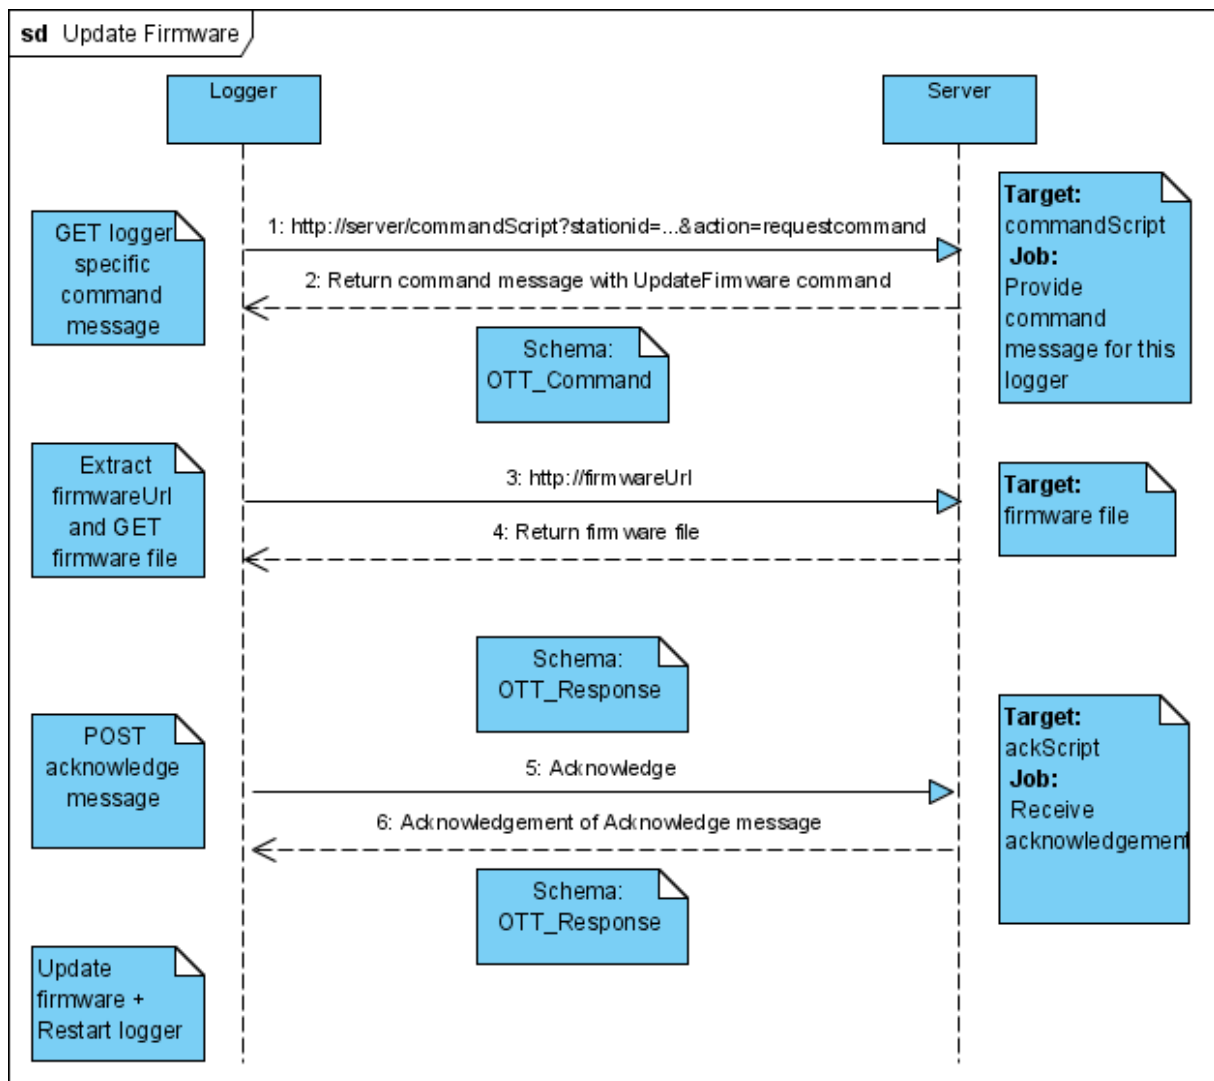 sd Update Firmware
Logger
Server
GET logger
specific
command
message
1: http://server/commandScript?stationid=...&action=requestcommand
2: Return command message with UpdateFirmware command
Target:
commandScript
Job:
Provide
command
message for this
logger
Schema:
OTT_Command
Extract
firmwareUrl
and GET
firmware file
3: http://firmwareUrl
4: Return firmware file
Target:
firmware file
Schema:
OTT_Response
POST
acknowledge
message
5: Acknowledge
6: Acknowledgement of Acknowledge message
Target:
ackScript
Job:
Receive
acknowledgement
Schema:
OTT_Response
Update
firmware +
Restart logger